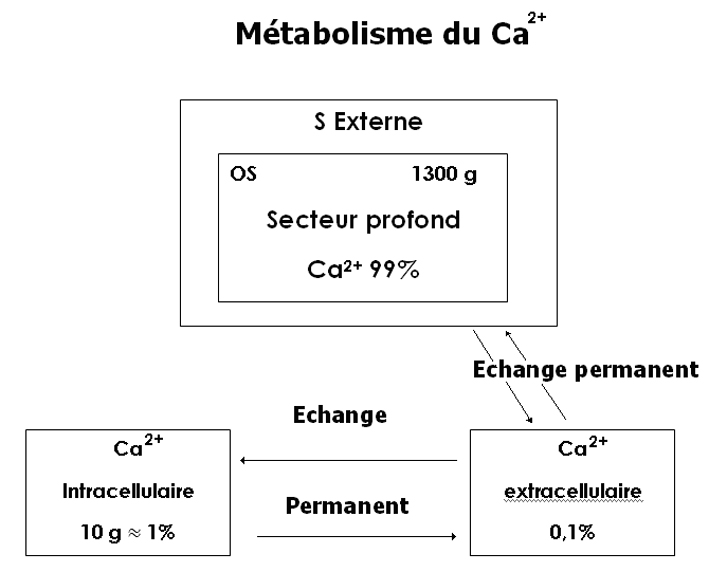 Métabolisme du Ca²⁺
S Externe
OS 1300 g
Secteur profond
Ca²⁺ 99%
Echange permanent
Echange
Permanent
Ca²⁺
Intracellulaire
10 g ≈ 1%
Ca²⁺
extracellulaire
0,1%